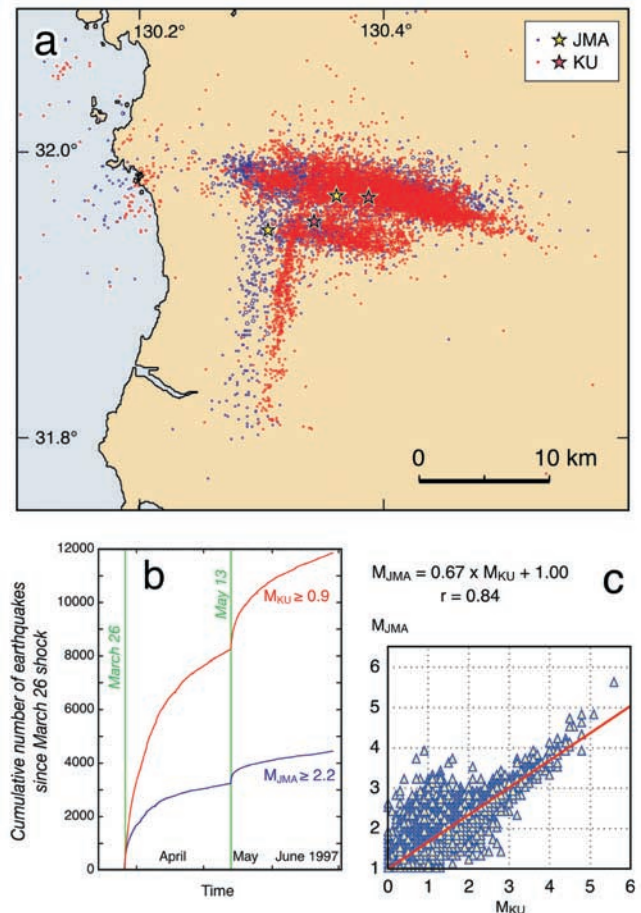 a
130.2°
130.4°
JMA
KU
32.0°
31.8°
0
10 km
b
12000
10000
8000
6000
4000
2000
0
Cumulative number of earthquakes
since March 26 shock
March 26
May 13
M_KU ≥ 0.9
M_JMA ≥ 2.2
April
May
June 1997
Time
c
M_JMA = 0.67 x M_KU + 1.00
r = 0.84
M_JMA
6
5
4
3
2
1
0 1 2 3 4 5 6
M_KU